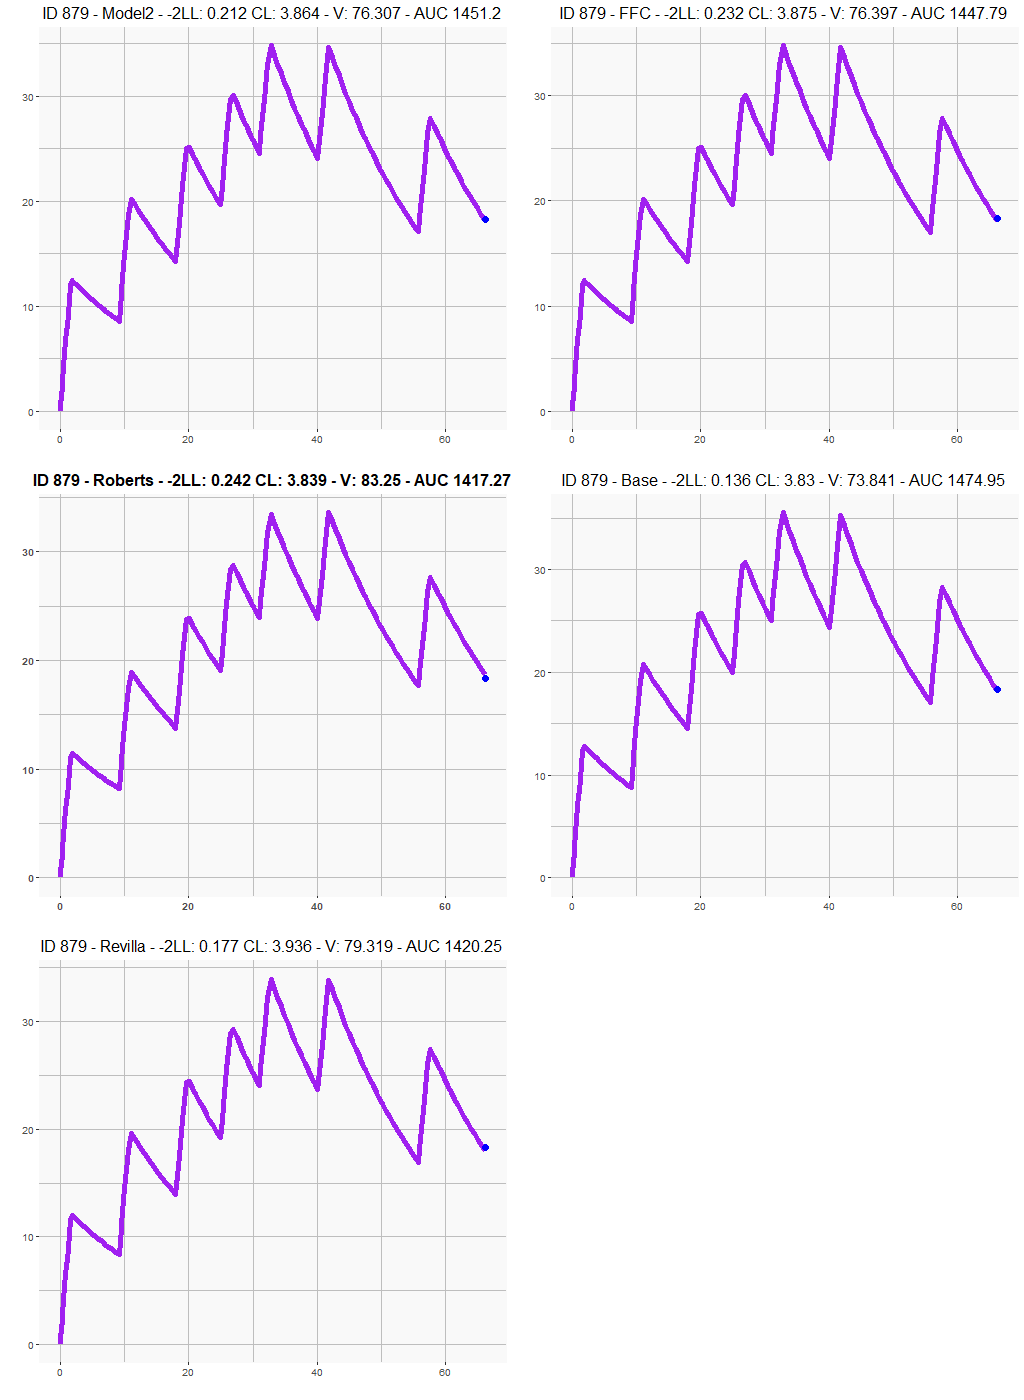 ID 879 - Model2 - -2LL: 0.212 CL: 3.864 - V: 76.307 - AUC 1451.2
30
20
10
0
0 20 40 60
ID 879 - FFC - -2LL: 0.232 CL: 3.875 - V: 76.397 - AUC 1447.79
30
20
10
0
0 20 40 60
ID 879 - Roberts - -2LL: 0.242 CL: 3.839 - V: 83.25 - AUC 1417.27
30
20
10
0
0 20 40 60
ID 879 - Base - -2LL: 0.136 CL: 3.83 - V: 73.841 - AUC 1474.95
30
20
10
0
0 20 40 60
ID 879 - Revilla - -2LL: 0.177 CL: 3.936 - V: 79.319 - AUC 1420.25
30
20
10
0
0 20 40 60